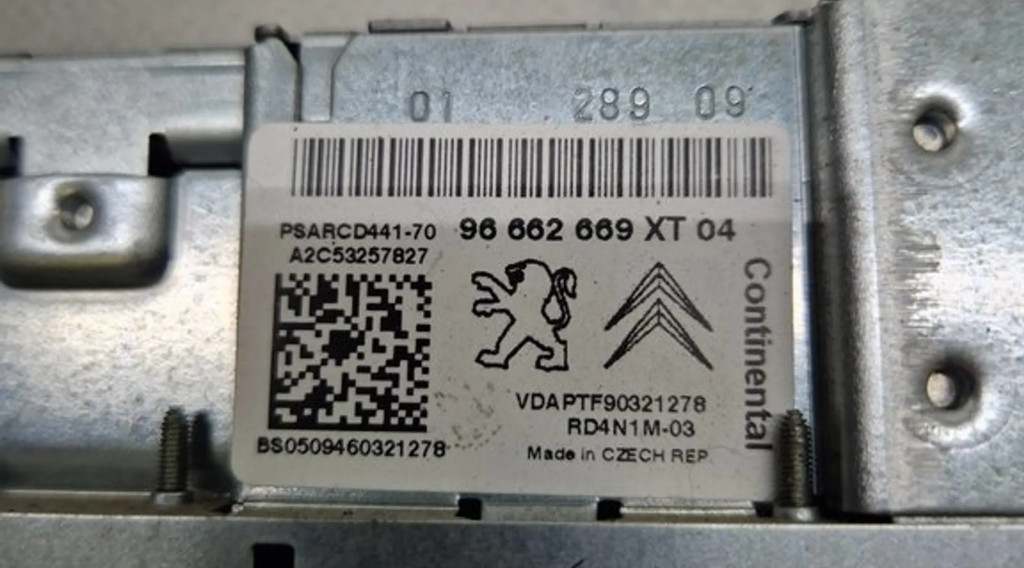 01 289 09
PSARCD441-70 96 662 669 XT 04
A2C53257827
Continental
VDAPTF90321278
RD4N1M-03
BS0509460321278
Made in CZECH REP